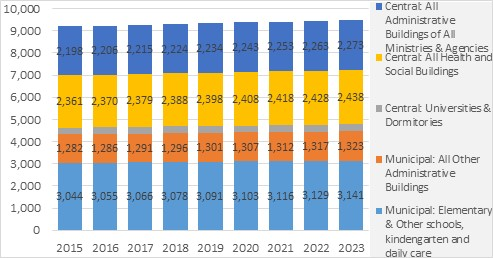 10,000
9,000
8,000
7,000
6,000
5,000
4,000
3,000
2,000
1,000
0
2,198 2,206 2,215 2,224 2,234 2,243 2,253 2,263 2,273
2,361 2,370 2,379 2,388 2,398 2,408 2,418 2,428 2,438
1,282 1,286 1,291 1,296 1,301 1,307 1,312 1,317 1,323
3,044 3,055 3,066 3,078 3,091 3,103 3,116 3,129 3,141
2015 2016 2017 2018 2019 2020 2021 2022 2023
Central: All
Administrative
Buildings of All
Ministries & Agencies
Central: All Health and
Social Buildings
Central: Universities &
Dormitories
Municipal: All Other
Administrative
Buildings
Municipal: Elementary
& Other schools,
kindengarten and
daily care